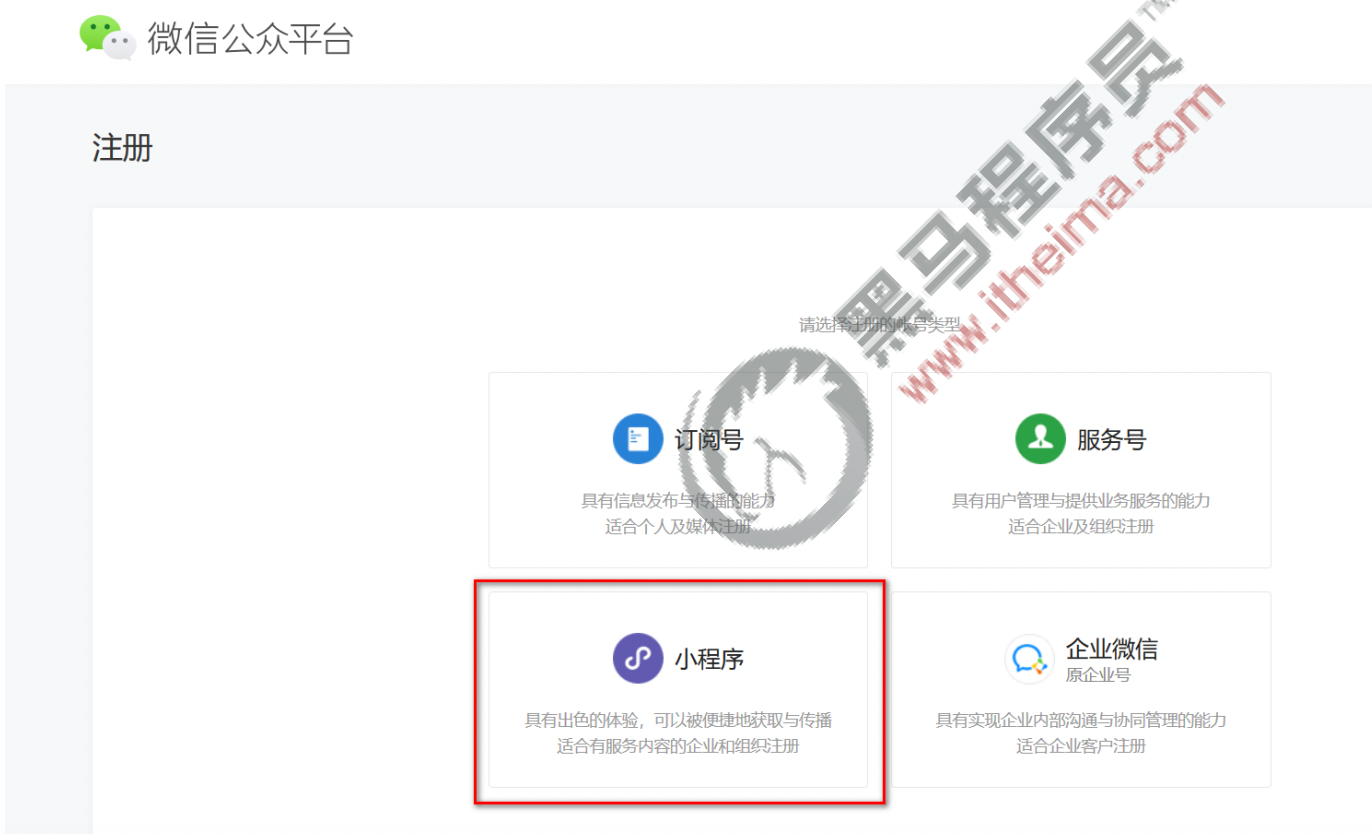 微信公众平台
注册
黑马程序员
www.itheima.com
请选择注册的帐号类型
订阅号
具有信息发布与传播的能力
适合个人及媒体注册
服务号
具有用户管理与提供业务服务的能力
适合企业及组织注册
小程序
具有出色的体验，可以被便捷地获取与传播
适合有服务内容的企业和组织注册
企业微信
原企业号
具有实现企业内部沟通与协同管理的能力
适合企业客户注册